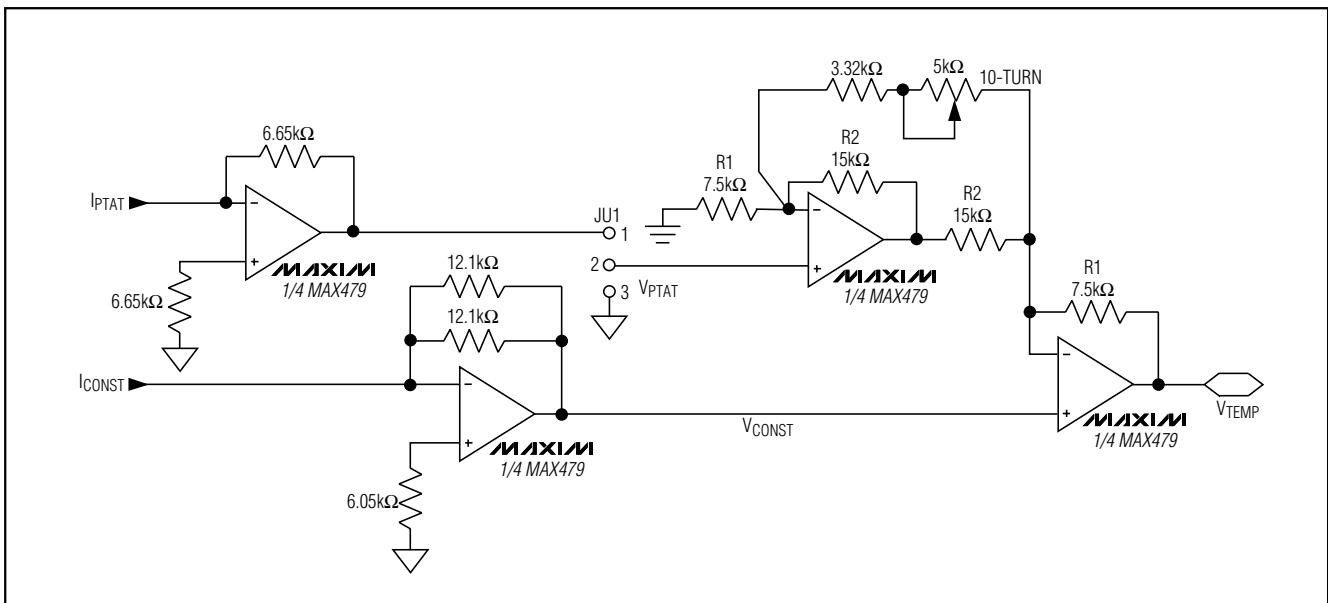 3.32kΩ
5kΩ
10-TURN
6.65kΩ
IPTAT
−
+
MAXIM
1/4 MAX479
6.65kΩ
JU1
1
2
3
VPTAT
R1
7.5kΩ
R2
15kΩ
−
+
MAXIM
1/4 MAX479
R2
15kΩ
12.1kΩ
12.1kΩ
ICONST
−
+
MAXIM
1/4 MAX479
6.05kΩ
VCONST
R1
7.5kΩ
−
+
MAXIM
1/4 MAX479
VTEMP